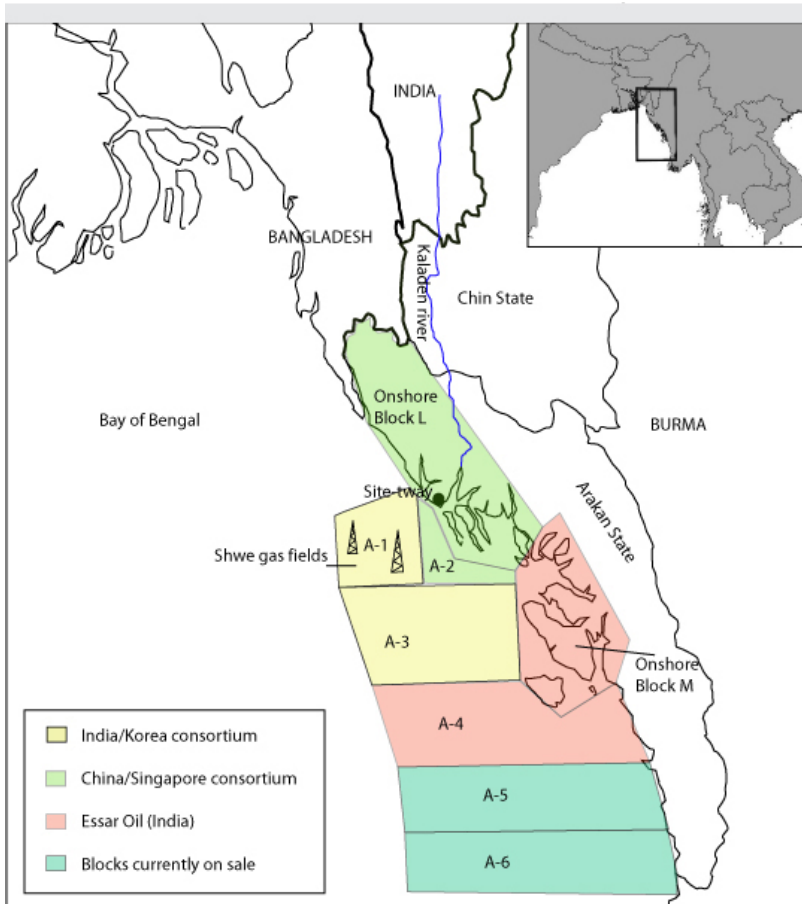 INDIA
BANGLADESH
Kaladen river
Chin State
Onshore
Block L
Bay of Bengal
BURMA
Site-tway
Arakan State
A-1
Shwe gas fields
A-2
A-3
Onshore
Block M
A-4
India/Korea consortium
China/Singapore consortium
A-5
Essar Oil (India)
Blocks currently on sale
A-6